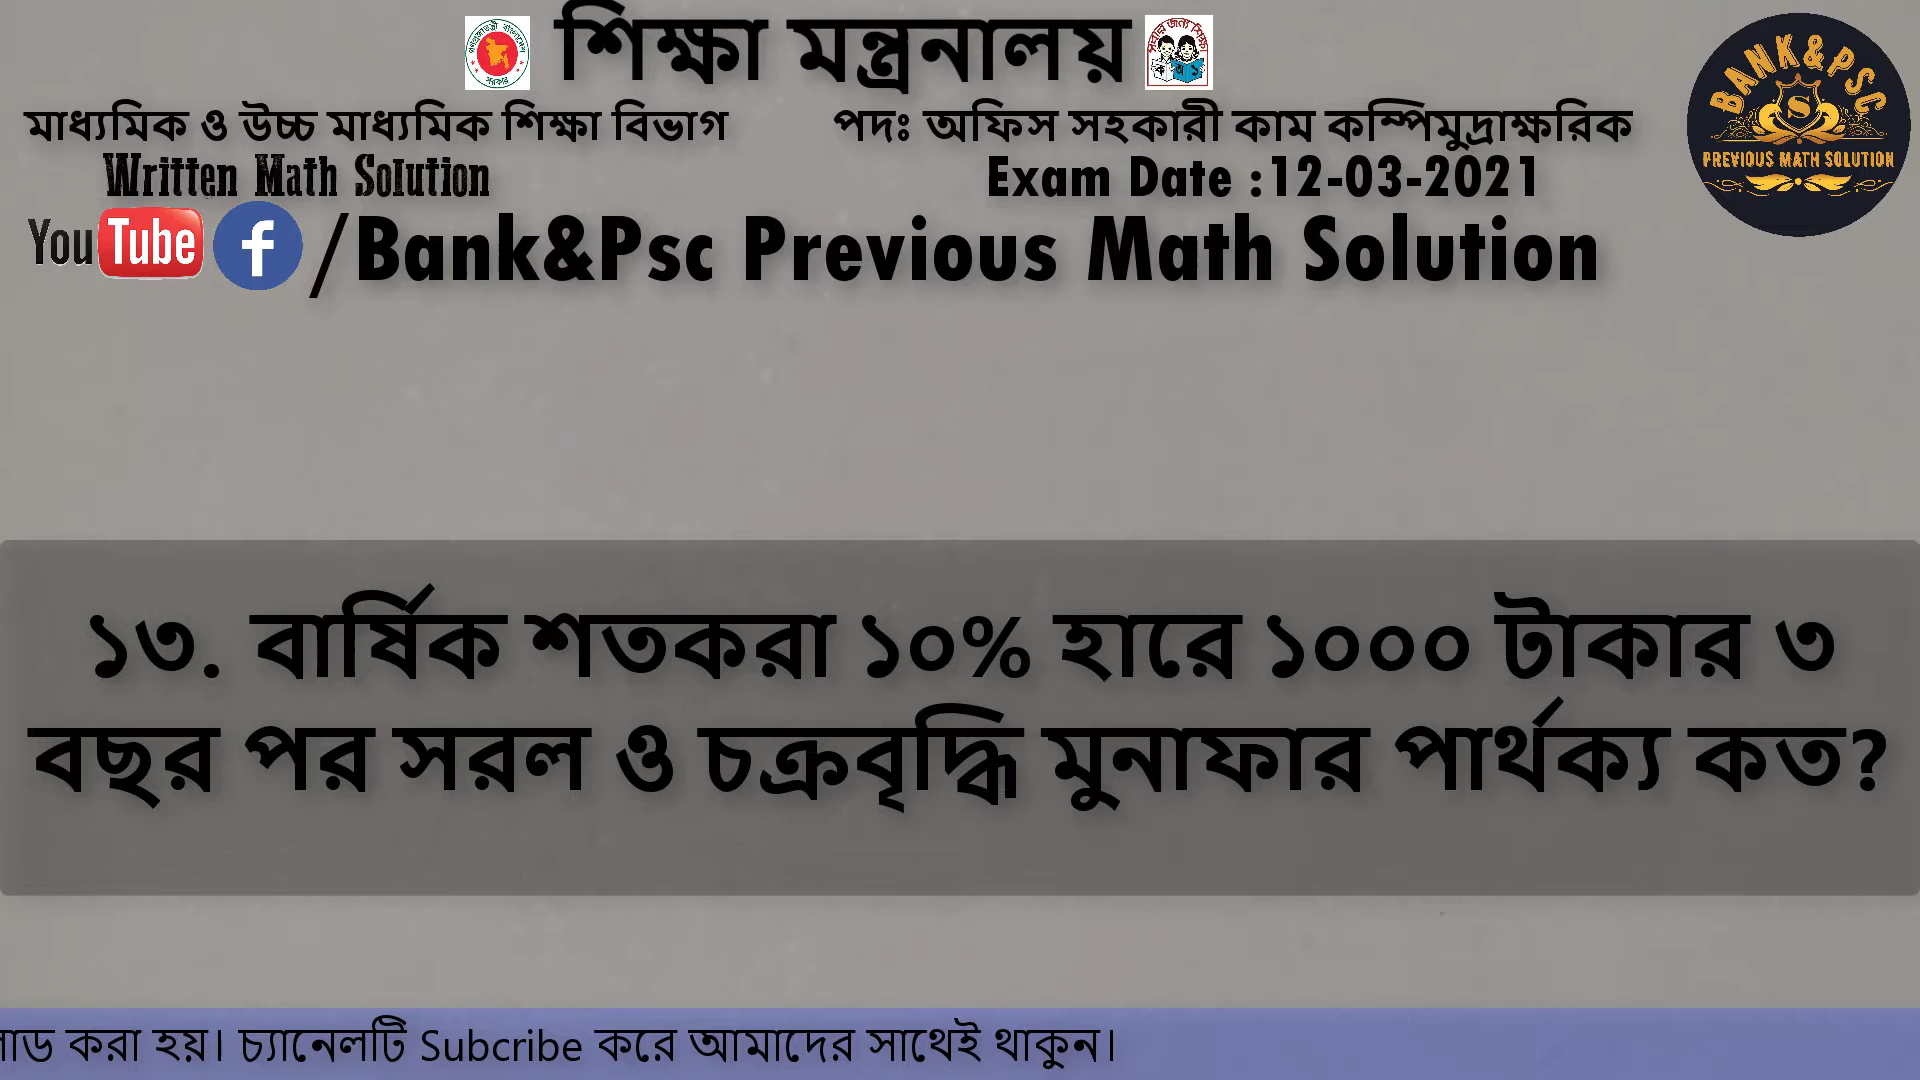 শিক্ষা মন্ত্রনালয়
মাধ্যমিক ও উচ্চ মাধ্যমিক শিক্ষা বিভাগ
পদঃ অফিস সহকারী কাম কম্পিমুদ্রাক্ষরিক
Written Math Solution
Exam Date :12-03-2021
You Tube f /Bank&Psc Previous Math Solution
BANK&PSC
S
PREVIOUS MATH SOLUTION
১৩. বার্ষিক শতকরা ১০% হারে ১০০০ টাকার ৩
বছর পর সরল ও চক্রবৃদ্ধি মুনাফার পার্থক্য কত?
করা হয়। চ্যানেলটি Subcribe করে আমাদের সাথেই থাকুন।